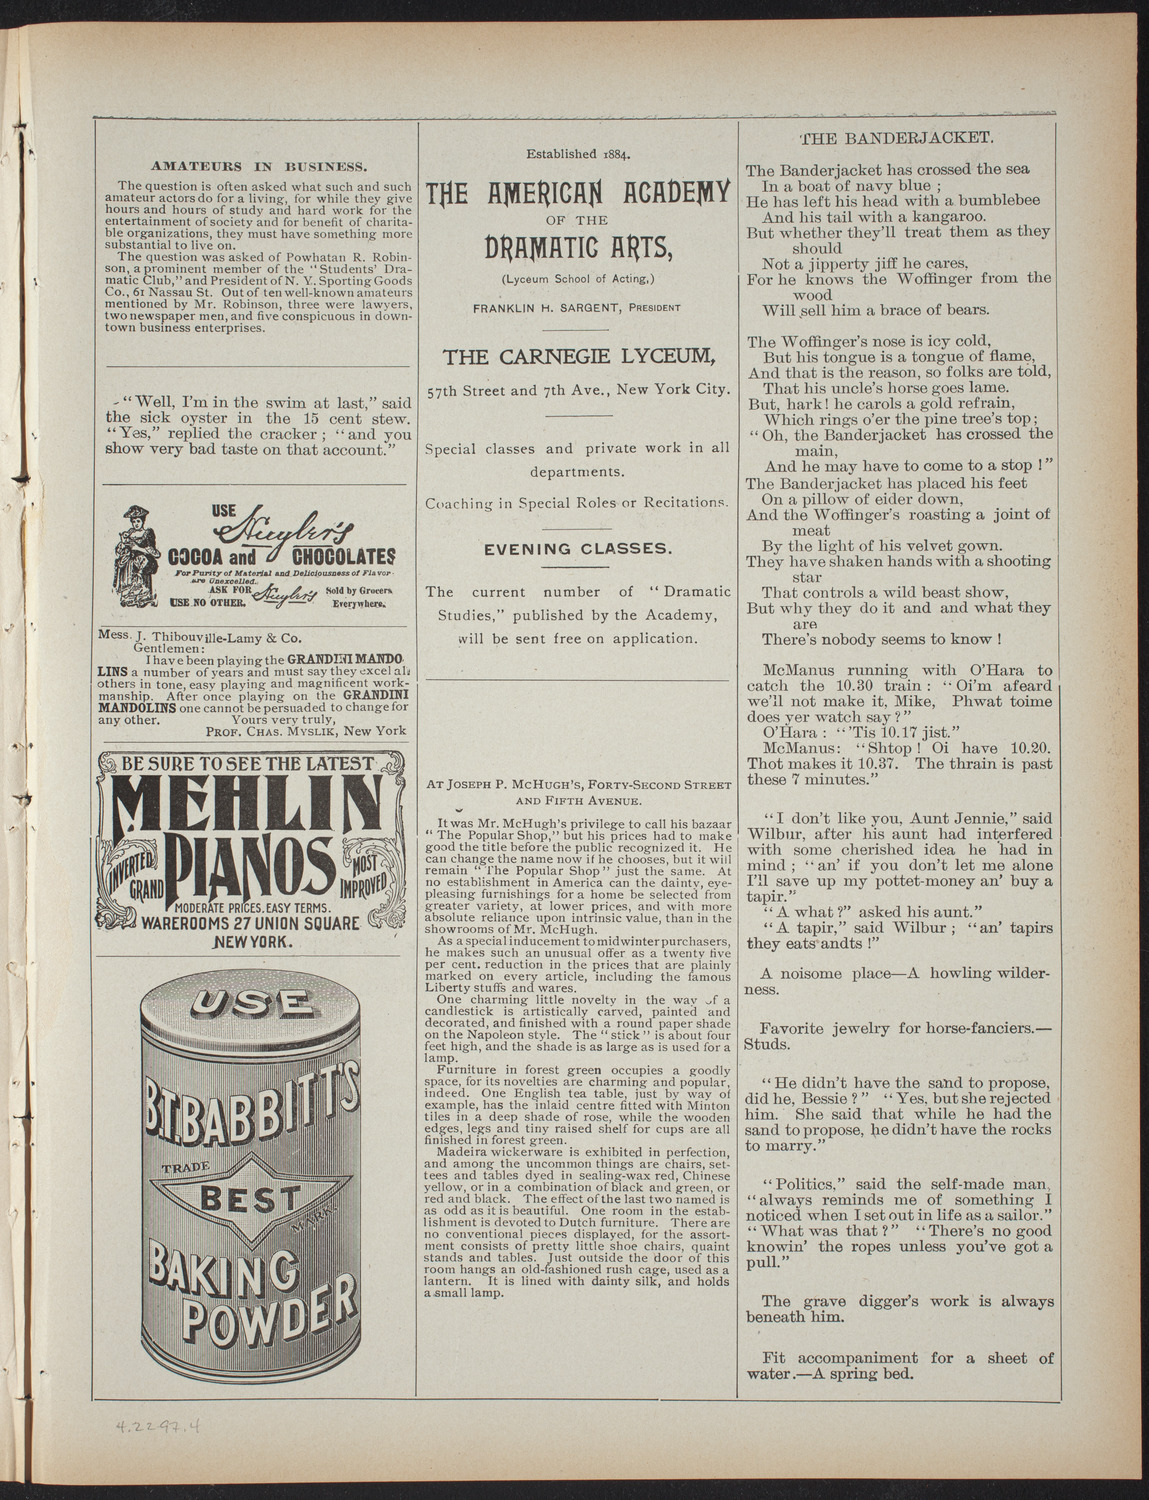 AMATEURS IN BUSINESS.
The question is often asked what such and such
amateur actors do for a living, for while they give
hours and hours of study and hard work for the
entertainment of society and for benefit of charita-
ble organizations, they must have something more
substantial to live on.
The question was asked of Powhatan R. Robin-
son, a prominent member of the "Students' Dra-
matic Club," and President of N. Y. Sporting Goods
Co., 61 Nassau St. Out of ten well-known amateurs
mentioned by Mr. Robinson, three were lawyers,
two newspaper men, and five conspicuous in down-
town business enterprises.
"Well, I'm in the swim at last," said
the sick oyster in the 15 cent stew.
"Yes," replied the cracker; "and you
show very bad taste on that account."
USE
Huyler's
COCOA and CHOCOLATES
For Purity of Material and Deliciousness of Flavor
are Unexcelled.
ASK FOR Huyler's Sold by Grocers
USE NO OTHER. Everywhere.
Mess. J. Thibouville-Lamy & Co.
Gentlemen:
I have been playing the GRANDINI MANDO-
LINS a number of years and must say they excel all
others in tone, easy playing and magnificent work-
manship. After once playing on the GRANDINI
MANDOLINS one cannot be persuaded to change for
any other. Yours very truly,
PROF. CHAS. MYSLIK, New York
BE SURE TO SEE THE LATEST
MEHLIN
PIANOS
INVERTED GRAND
MOST IMPROVED
MODERATE PRICES. EASY TERMS.
WAREROOMS 27 UNION SQUARE
NEW YORK.
USE
B.T. BABBITT'S
TRADE
BEST
MARK.
BAKING
POWDER
4.2297.4
Established 1884.
THE AMERICAN ACADEMY
OF THE
DRAMATIC ARTS,
(Lyceum School of Acting,)
FRANKLIN H. SARGENT, PRESIDENT
THE CARNEGIE LYCEUM,
57th Street and 7th Ave., New York City.
Special classes and private work in all
departments.
Coaching in Special Roles or Recitations.
EVENING CLASSES.
The current number of "Dramatic
Studies," published by the Academy,
will be sent free on application.
AT JOSEPH P. MCHUGH'S, FORTY-SECOND STREET
AND FIFTH AVENUE.
It was Mr. McHugh's privilege to call his bazaar
"The Popular Shop," but his prices had to make
good the title before the public recognized it. He
can change the name now if he chooses, but it will
remain "The Popular Shop" just the same. At
no establishment in America can the dainty, eye-
pleasing furnishings for a home be selected from
greater variety, at lower prices, and with more
absolute reliance upon intrinsic value, than in the
showrooms of Mr. McHugh.
As a special inducement to midwinter purchasers,
he makes such an unusual offer as a twenty five
per cent. reduction in the prices that are plainly
marked on every article, including the famous
Liberty stuffs and wares.
One charming little novelty in the way of a
candlestick is artistically carved, painted and
decorated, and finished with a round paper shade
on the Napoleon style. The "stick" is about four
feet high, and the shade is as large as is used for a
lamp.
Furniture in forest green occupies a goodly
space, for its novelties are charming and popular,
indeed. One English tea table, just by way of
example, has the inlaid centre fitted with Minton
tiles in a deep shade of rose, while the wooden
edges, legs and tiny raised shelf for cups are all
finished in forest green.
Madeira wickerware is exhibited in perfection,
and among the uncommon things are chairs, set-
tees and tables dyed in sealing-wax red, Chinese
yellow, or in a combination of black and green, or
red and black. The effect of the last two named is
as odd as it is beautiful. One room in the estab-
lishment is devoted to Dutch furniture. There are
no conventional pieces displayed, for the assort-
ment consists of pretty little shoe chairs, quaint
stands and tables. Just outside the door of this
room hangs an old-fashioned rush cage, used as a
lantern. It is lined with dainty silk, and holds
a small lamp.
THE BANDERJACKET.
The Banderjacket has crossed the sea
In a boat of navy blue;
He has left his head with a bumblebee
And his tail with a kangaroo.
But whether they'll treat them as they
should
Not a jipperty jiff he cares,
For he knows the Woffinger from the
wood
Will sell him a brace of bears.
The Woffinger's nose is icy cold,
But his tongue is a tongue of flame,
And that is the reason, so folks are told,
That his uncle's horse goes lame.
But, hark! he carols a gold refrain,
Which rings o'er the pine tree's top;
"Oh, the Banderjacket has crossed the
main,
And he may have to come to a stop!"
The Banderjacket has placed his feet
On a pillow of eider down,
And the Woffinger's roasting a joint of
meat
By the light of his velvet gown.
They have shaken hands with a shooting
star
That controls a wild beast show,
But why they do it and and what they
are
There's nobody seems to know!
McManus running with O'Hara to
catch the 10.30 train: "Oi'm afeard
we'll not make it, Mike, Phwat toime
does yer watch say?"
O'Hara: "'Tis 10.17 jist."
McManus: "Shtop! Oi have 10.20.
Thot makes it 10.37. The thrain is past
these 7 minutes."
"I don't like you, Aunt Jennie," said
Wilbur, after his aunt had interfered
with some cherished idea he had in
mind; "an' if you don't let me alone
I'll save up my pottet-money an' buy a
tapir."
"A what?" asked his aunt."
"A tapir," said Wilbur; "an' tapirs
they eats andts!"
A noisome place—A howling wilder-
ness.
Favorite jewelry for horse-fanciers.—
Studs.
"He didn't have the sand to propose,
did he, Bessie?" "Yes, but she rejected
him. She said that while he had the
sand to propose, he didn't have the rocks
to marry."
"Politics," said the self-made man,
"always reminds me of something I
noticed when I set out in life as a sailor."
"What was that?" "There's no good
knowin' the ropes unless you've got a
pull."
The grave digger's work is always
beneath him.
Fit accompaniment for a sheet of
water.—A spring bed.